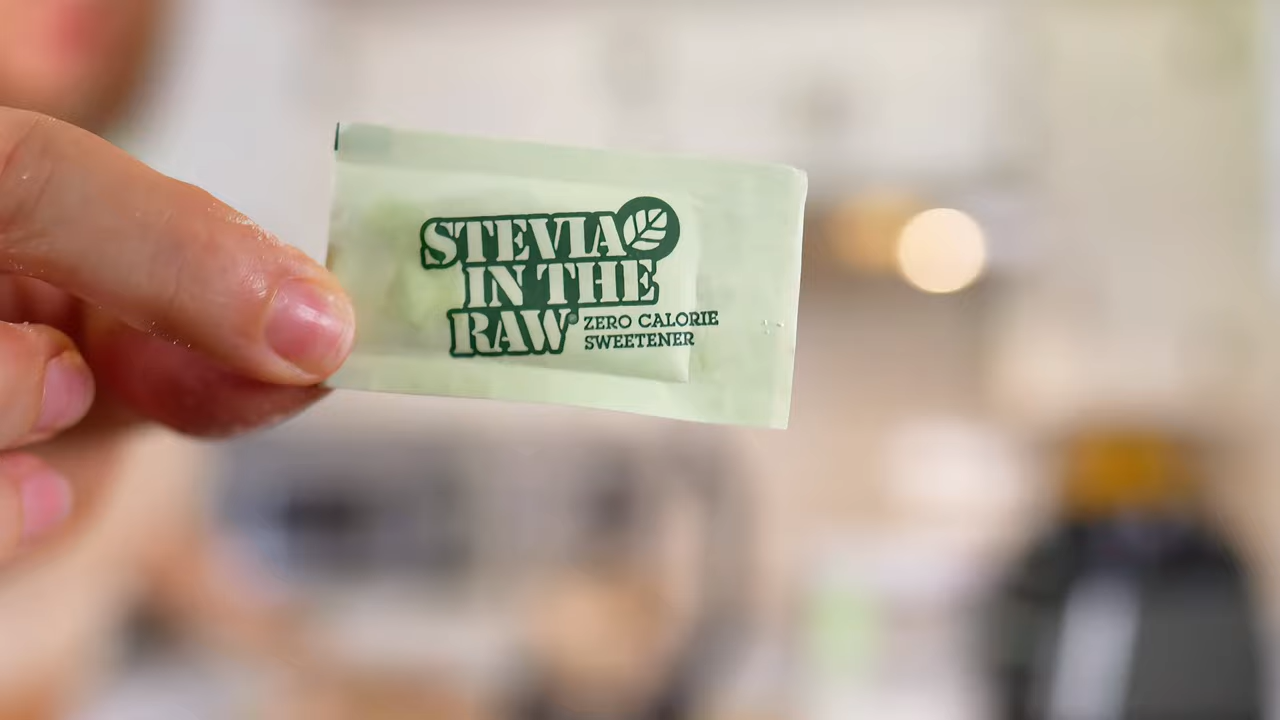 STEVIA
IN THE
RAW®
ZERO CALORIE
SWEETENER